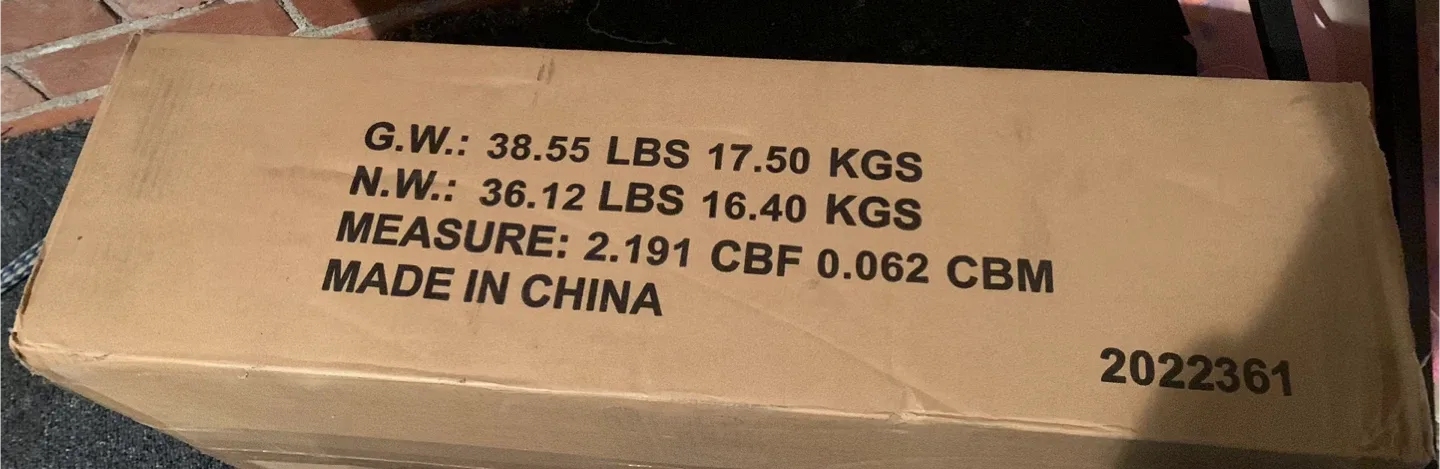 G.W.: 38.55 LBS 17.50 KGS
N.W.: 36.12 LBS 16.40 KGS
MEASURE: 2.191 CBF 0.062 CBM
MADE IN CHINA
2022361